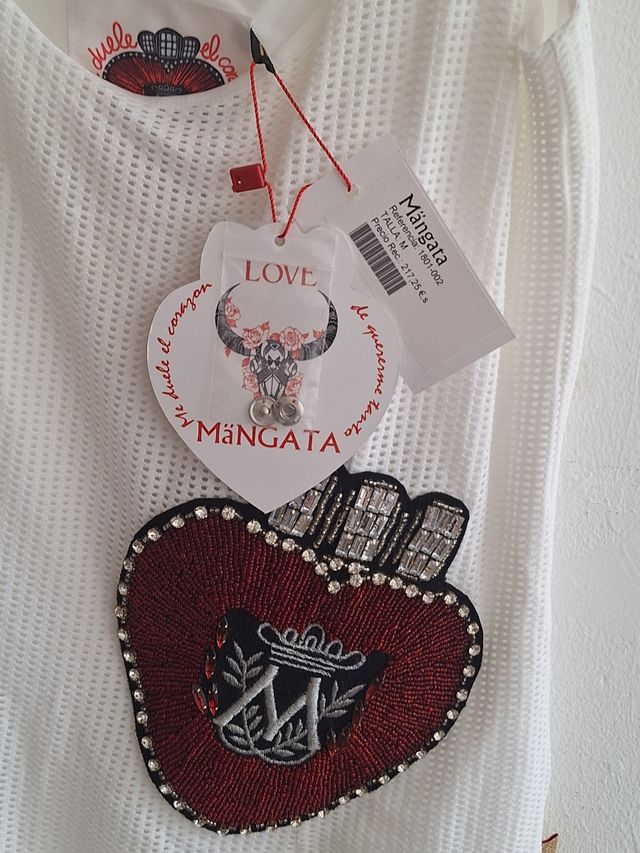 duele el cora
Mängata
Referencia: 1801-002
TALLA: M
Precio Rec.: 217,25 €s
LOVE
Me duele el corazon
de quererme tanto
MäNGATA
M